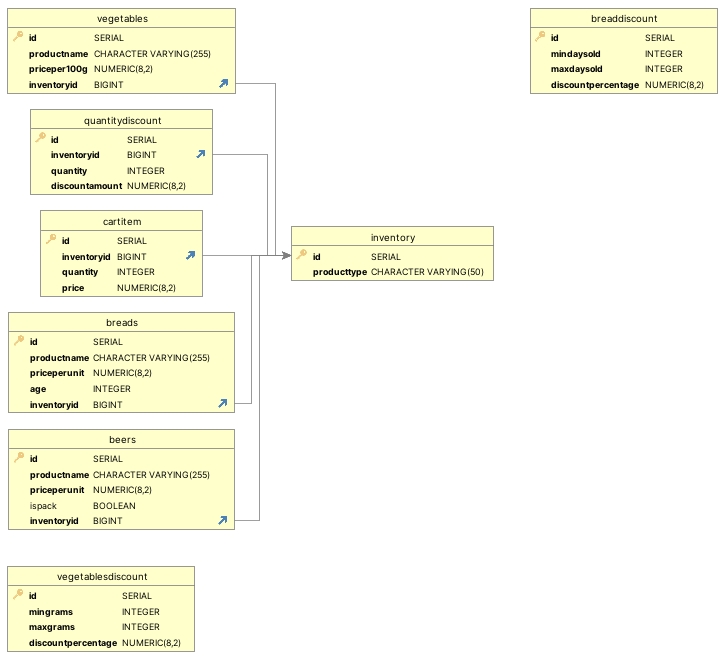 vegetables
id SERIAL
productname CHARACTER VARYING(255)
priceper100g NUMERIC(8,2)
inventoryid BIGINT
breaddiscount
id SERIAL
mindaysold INTEGER
maxdaysold INTEGER
discountpercentage NUMERIC(8,2)
quantitydiscount
id SERIAL
inventoryid BIGINT
quantity INTEGER
discountamount NUMERIC(8,2)
cartitem
id SERIAL
inventoryid BIGINT
quantity INTEGER
price NUMERIC(8,2)
inventory
id SERIAL
producttype CHARACTER VARYING(50)
breads
id SERIAL
productname CHARACTER VARYING(255)
priceperunit NUMERIC(8,2)
age INTEGER
inventoryid BIGINT
beers
id SERIAL
productname CHARACTER VARYING(255)
priceperunit NUMERIC(8,2)
ispack BOOLEAN
inventoryid BIGINT
vegetablesdiscount
id SERIAL
mingrams INTEGER
maxgrams INTEGER
discountpercentage NUMERIC(8,2)